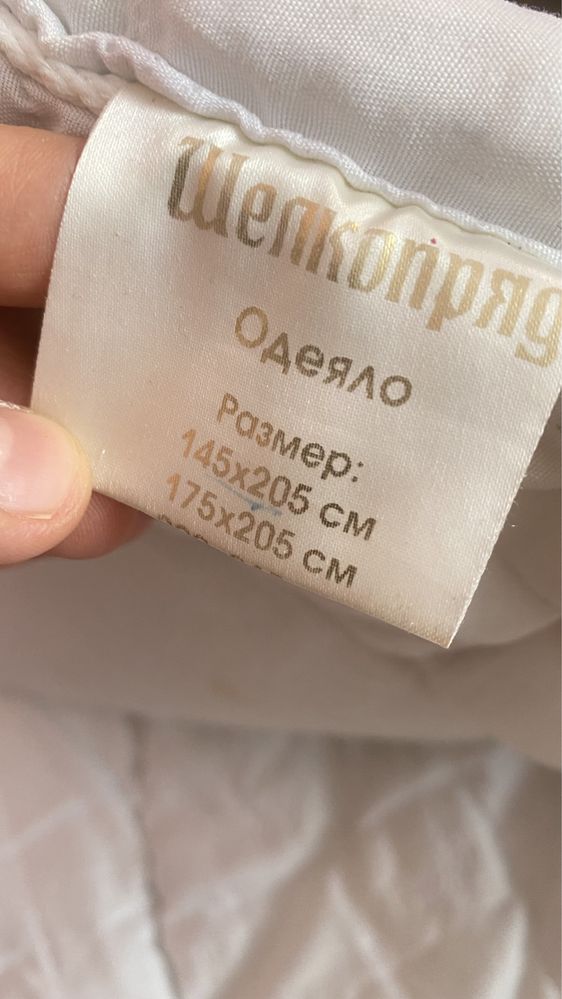 Шелкопряд
Одеяло
Размер:
145х205 см
175х205 см